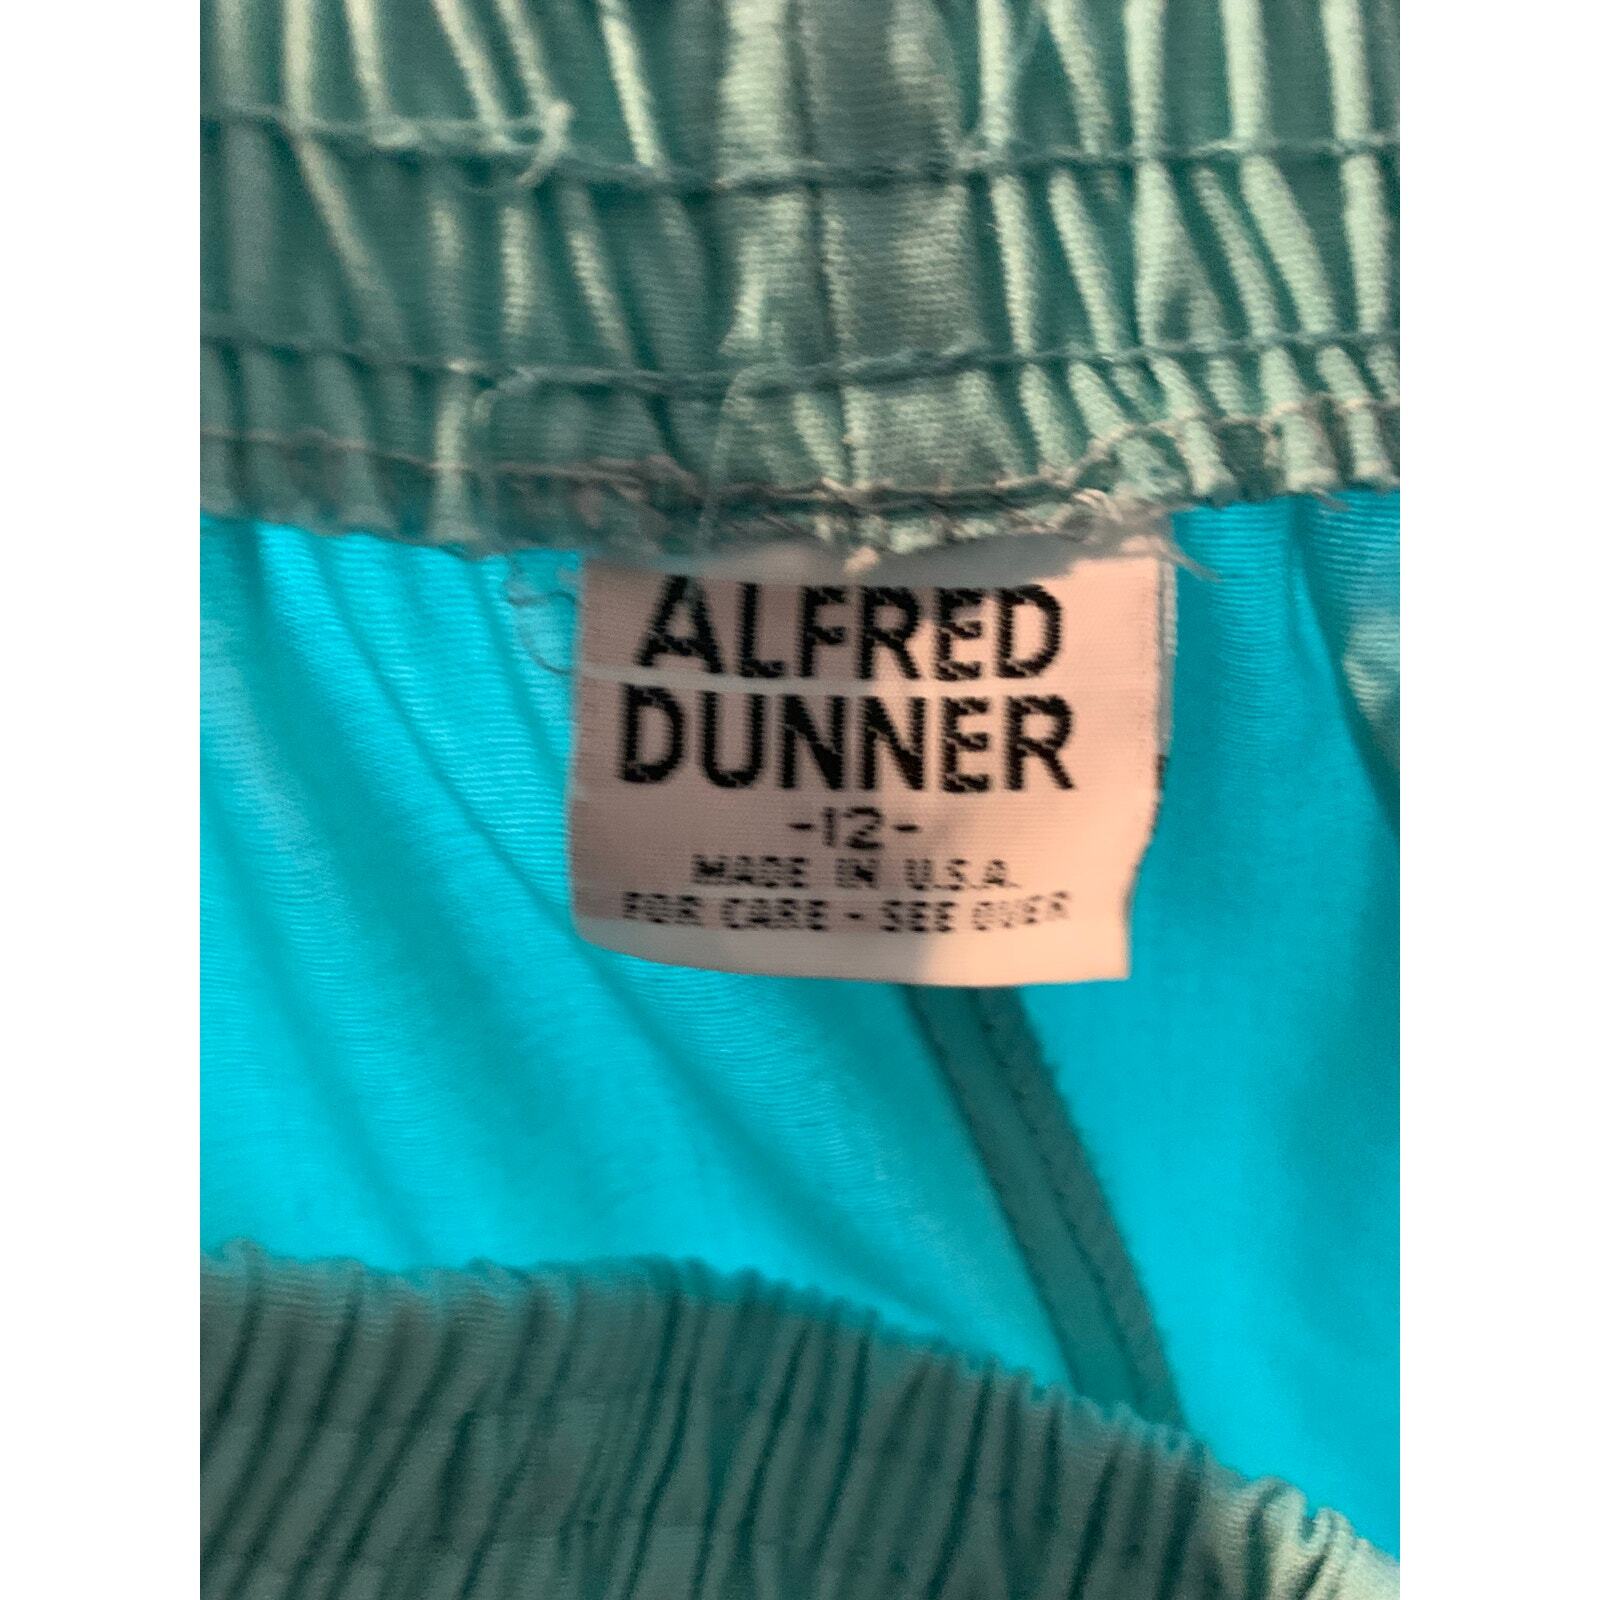 ALFRED
DUNNER
-12-
MADE IN U.S.A.
FOR CARE - SEE OVER